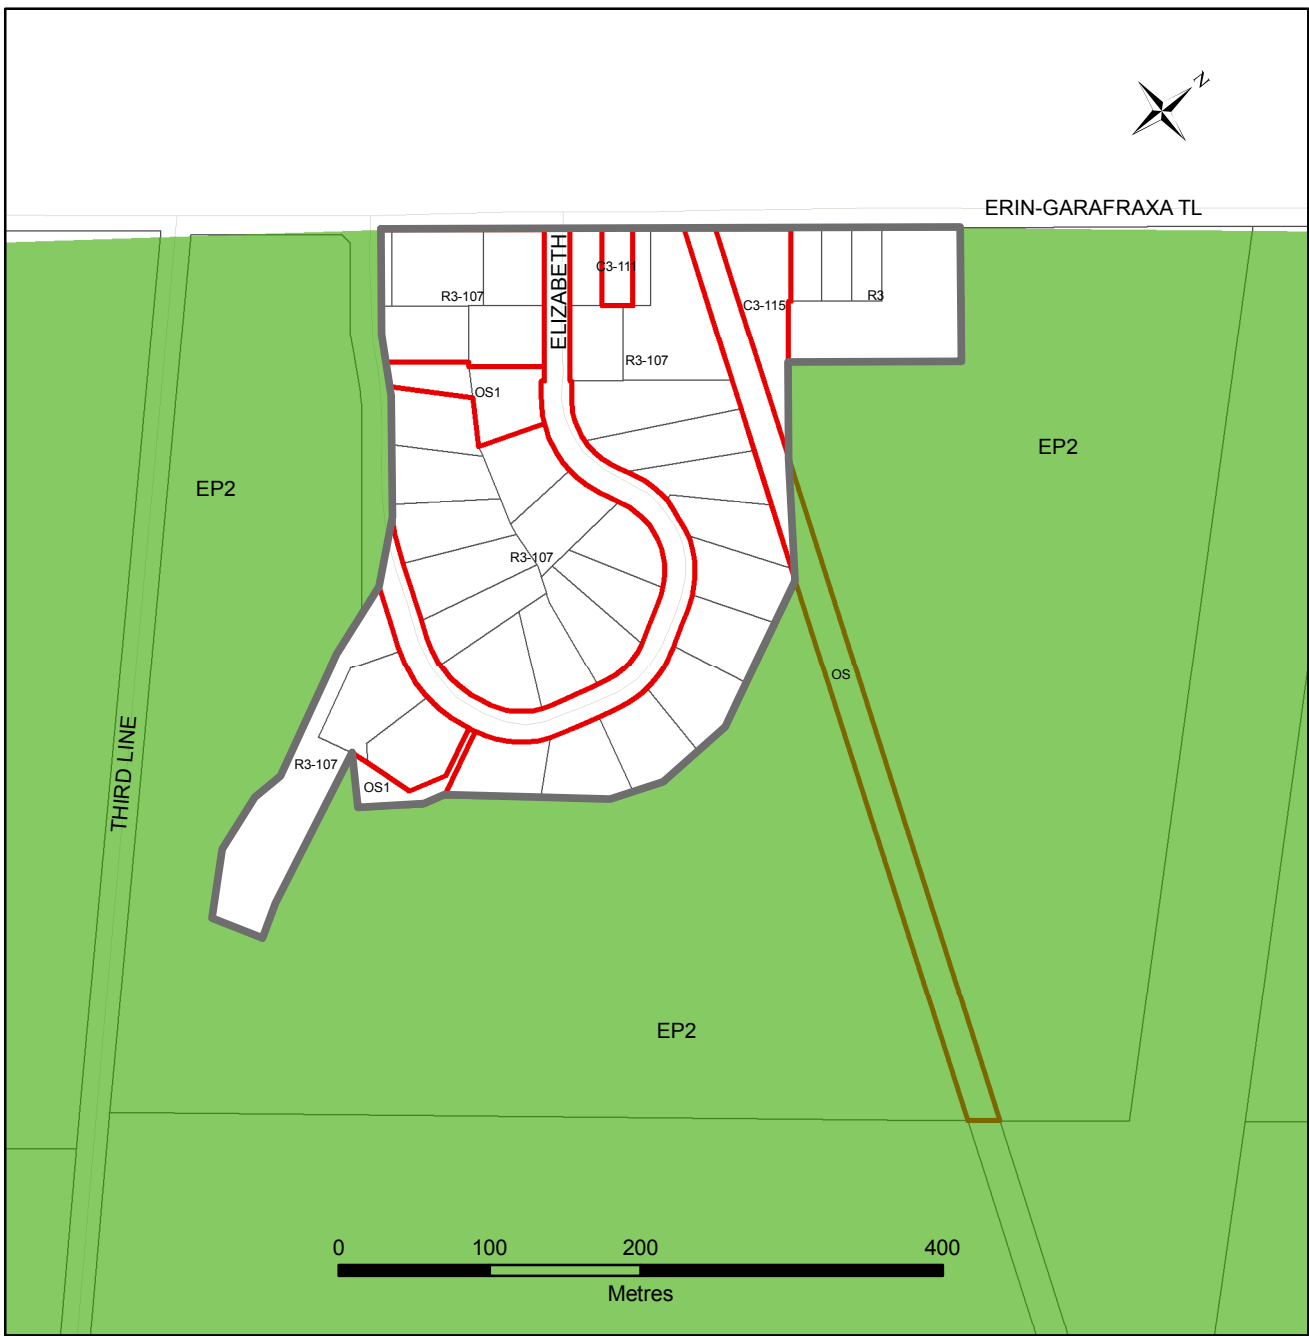 N
ERIN-GARAFRAXA TL
ELIZABETH
C3-111
R3-107
R3
C3-115
R3-107
OS1
EP2
EP2
R3-107
OS
THIRD LINE
R3-107
OS1
EP2
0 100 200 400
Metres